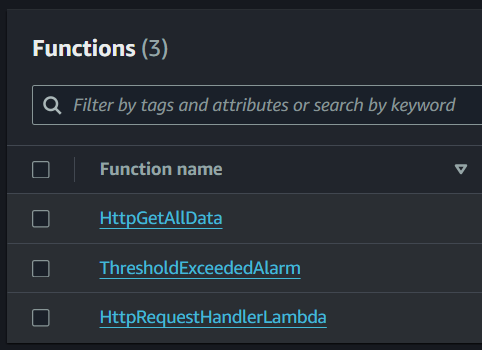 Functions (3)
Filter by tags and attributes or search by keyword
Function name
HttpGetAllData
ThresholdExceededAlarm
HttpRequestHandlerLambda